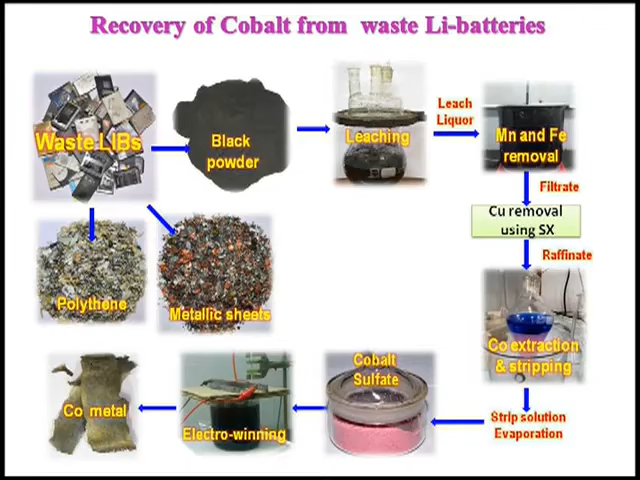 Recovery of Cobalt from waste Li-batteries
Waste LIBs
Black
powder
Leaching
Leach
Liquor
Mn and Fe
removal
Filtrate
Cu removal
using SX
Raffinate
Polythene
Metallic sheets
Co extraction
& stripping
Strip solution
Evaporation
Cobalt
Sulfate
Electro-winning
Co metal